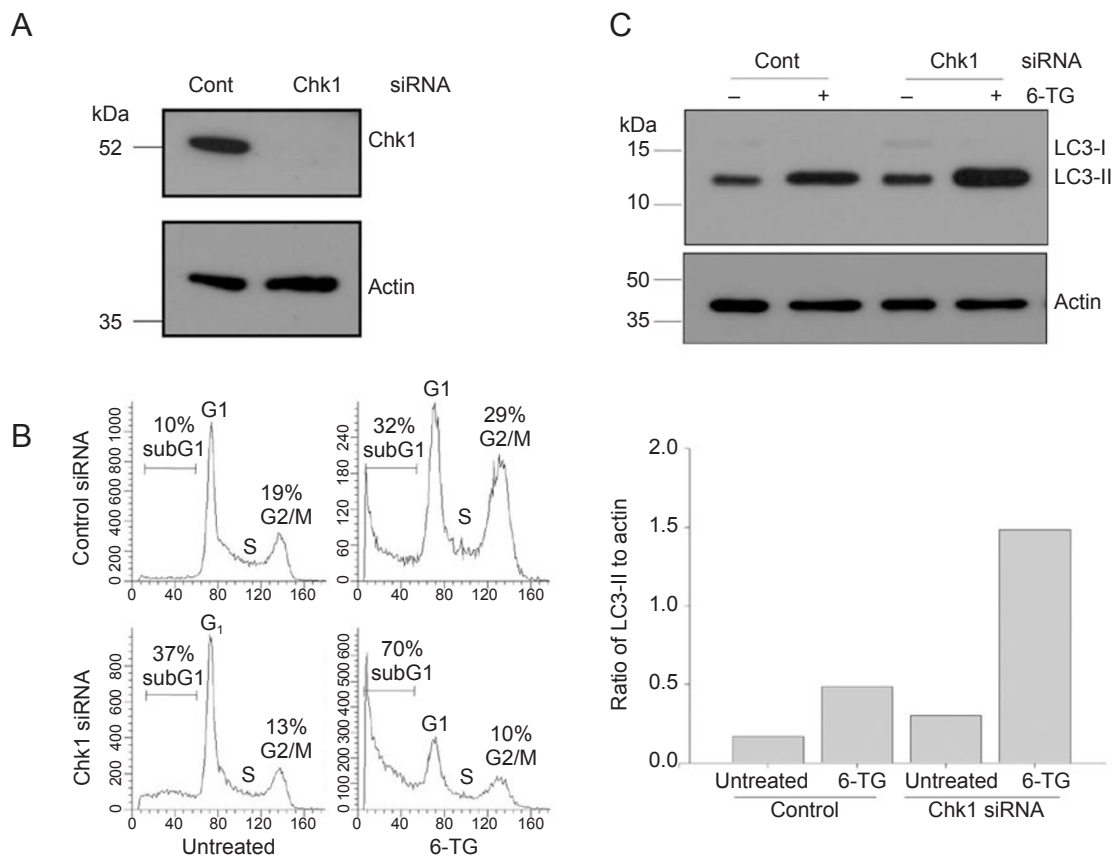 A
Cont Chk1 siRNA
kDa
52
Chk1
Actin
35
C
Cont Chk1 siRNA
– + – + 6-TG
kDa
15
LC3-I
LC3-II
10
50
Actin
35
B
Control siRNA
0 200 400 600 800 1000
10%
subG1
G1
S
19%
G2/M
0 40 80 120 160
0 60 120 180 240
32%
subG1
G1
S
29%
G2/M
0 40 80 120 160
Chk1 siRNA
0 200 400 600 800
37%
subG1
G1
S
13%
G2/M
0 40 80 120 160
Untreated
0 100 200 300 400 500 600
70%
subG1
G1
S
10%
G2/M
0 40 80 120 160
6-TG
Ratio of LC3-II to actin
2.0
1.5
1.0
0.5
0.0
Untreated 6-TG Untreated 6-TG
Control Chk1 siRNA